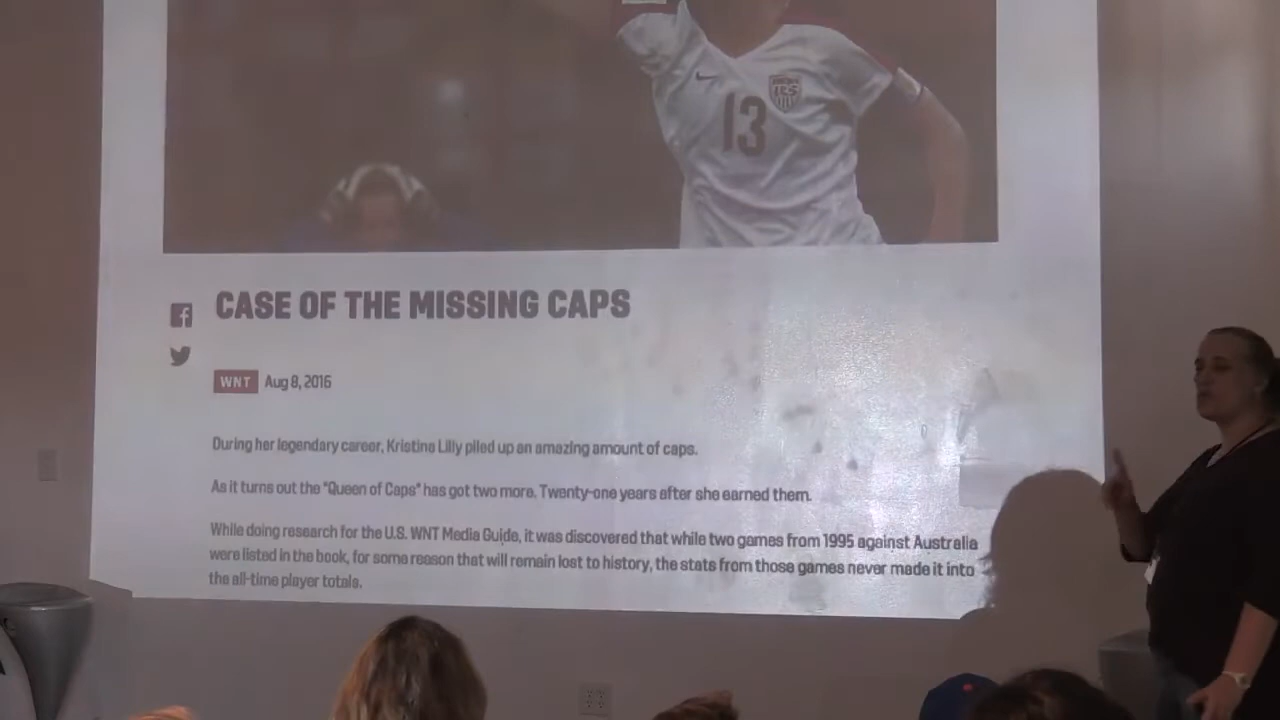 13
CASE OF THE MISSING CAPS
WNT Aug 8, 2016
During her legendary career, Kristine Lilly piled up an amazing amount of caps.
As it turns out the "Queen of Caps" has got two more. Twenty-one years after she earned them.
While doing research for the U.S. WNT Media Guide, it was discovered that while two games from 1995 against Australia
were listed in the book, for some reason that will remain lost to history, the stats from those games never made it into
the all-time player totals.